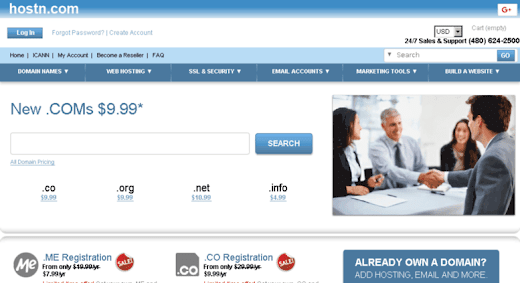 hostn.com
G+
Log In
Forgot Password? | Create Account
USD
Cart (empty)
24/7 Sales & Support (480) 624-2500
Home | ICANN | My Account | Become a Reseller | FAQ
Search
GO
DOMAIN NAMES ▼
WEB HOSTING ▼
SSL & SECURITY ▼
EMAIL ACCOUNTS ▼
MARKETING TOOLS ▼
BUILD A WEBSITE ▼
New .COMs $9.99*
SEARCH
All Domain Pricing
.co
$9.99
.org
$9.99
.net
$10.99
.info
$4.99
Me
.ME Registration
From only $19.99/yr
$7.99/yr
SALE!
.co
.CO Registration
From only $29.99/yr
$9.99/yr
SALE!
ALREADY OWN A DOMAIN?
ADD HOSTING, EMAIL AND MORE.